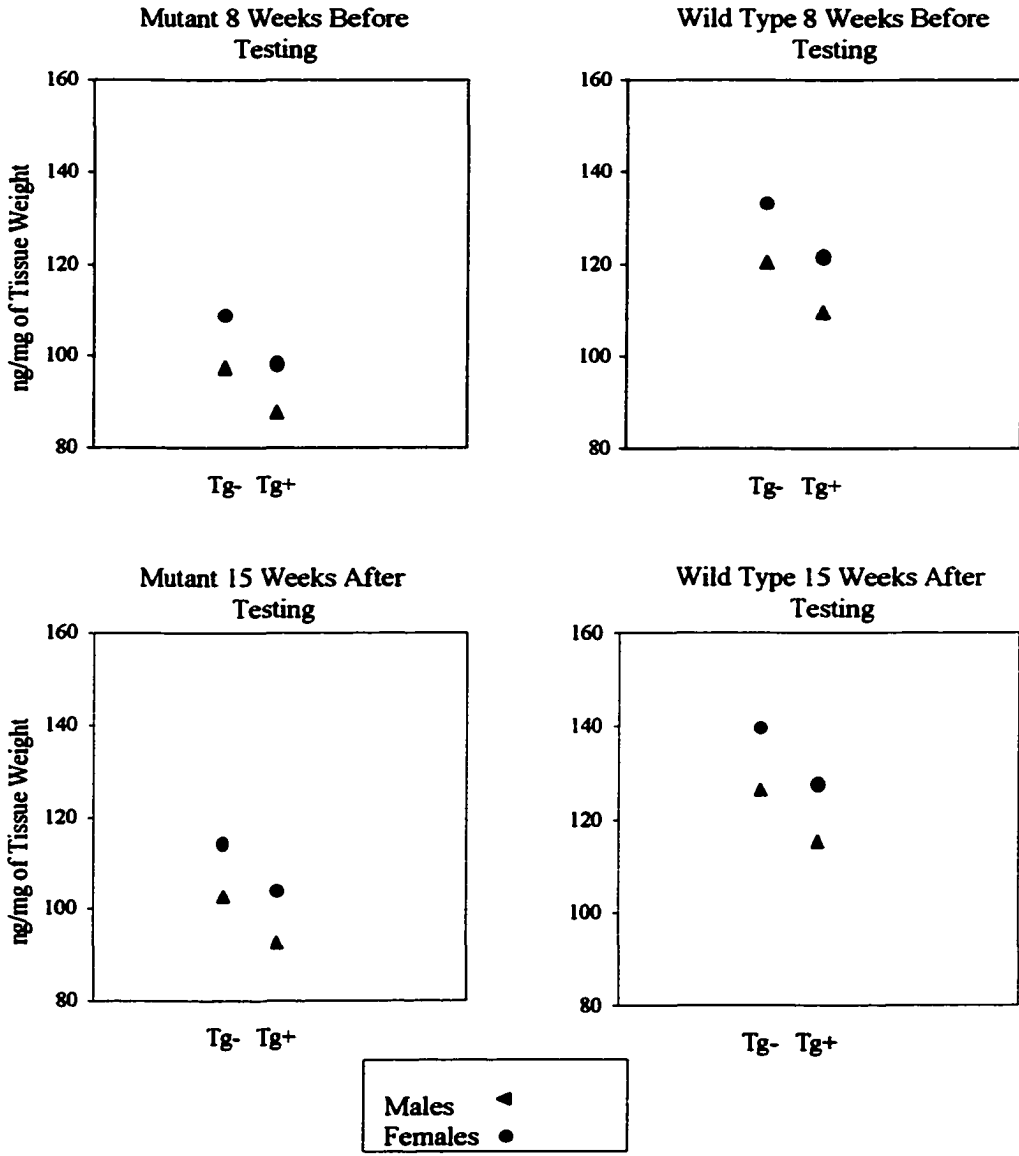 Mutant 8 Weeks Before
Testing
160
140
120
100
80
ng/mg of Tissue Weight
Tg- Tg+
Wild Type 8 Weeks Before
Testing
160
140
120
100
80
Tg- Tg+
Mutant 15 Weeks After
Testing
160
140
120
100
80
ng/mg of Tissue Weight
Tg- Tg+
Wild Type 15 Weeks After
Testing
160
140
120
100
80
Tg- Tg+
Males
Females